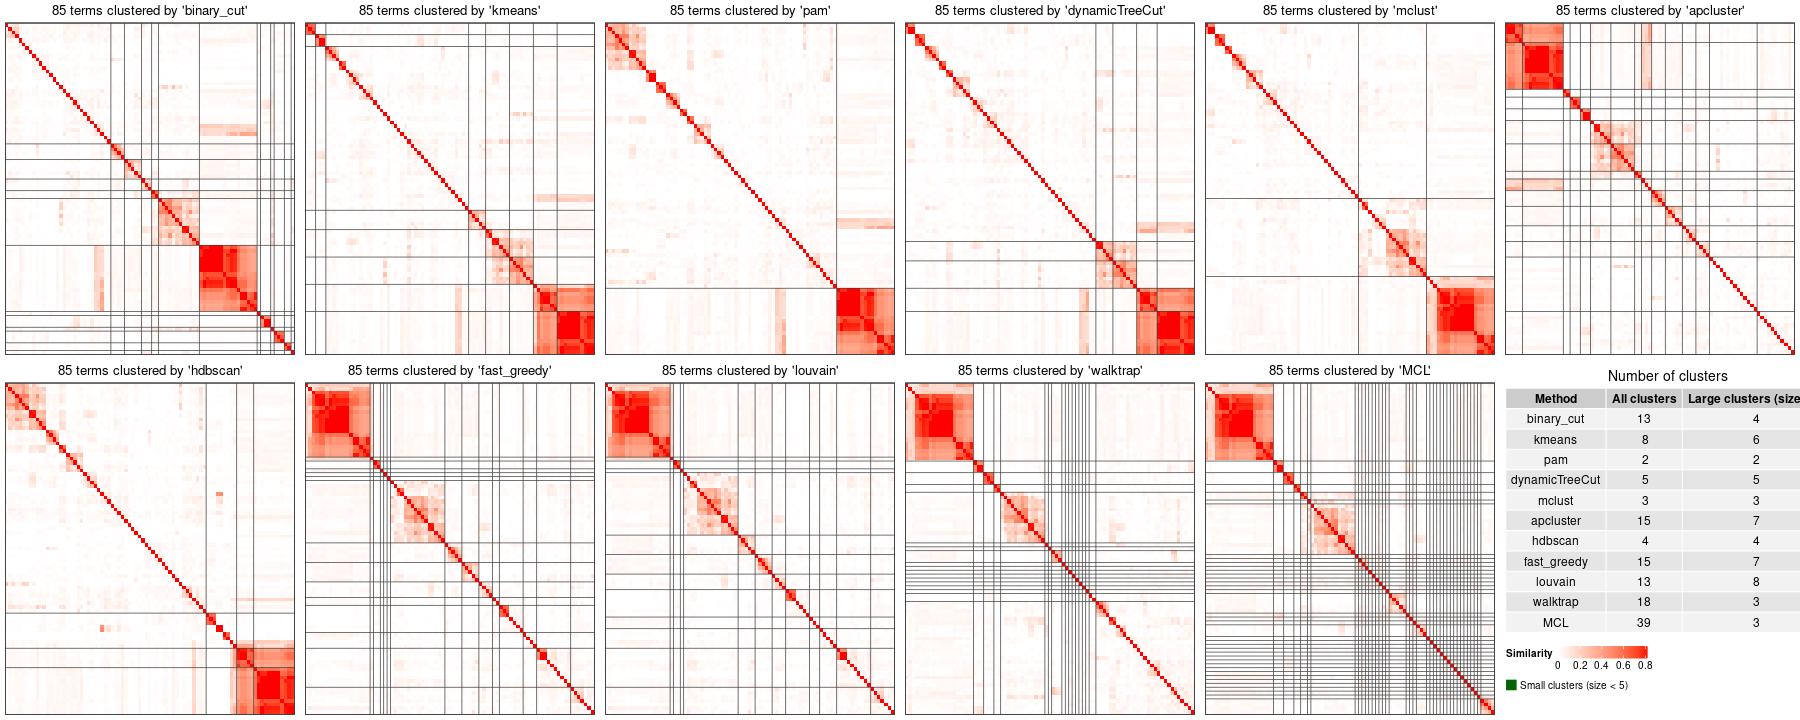 85 terms clustered by 'binary_cut'
85 terms clustered by 'kmeans'
85 terms clustered by 'pam'
85 terms clustered by 'dynamicTreeCut'
85 terms clustered by 'mclust'
85 terms clustered by 'apcluster'
85 terms clustered by 'hdbscan'
85 terms clustered by 'fast_greedy'
85 terms clustered by 'louvain'
85 terms clustered by 'walktrap'
85 terms clustered by 'MCL'
Number of clusters
Method All clusters Large clusters (size
binary_cut 13 4
kmeans 8 6
pam 2 2
dynamicTreeCut 5 5
mclust 3 3
apcluster 15 7
hdbscan 4 4
fast_greedy 15 7
louvain 13 8
walktrap 18 3
MCL 39 3
Similarity
0 0.2 0.4 0.6 0.8
Small clusters (size < 5)